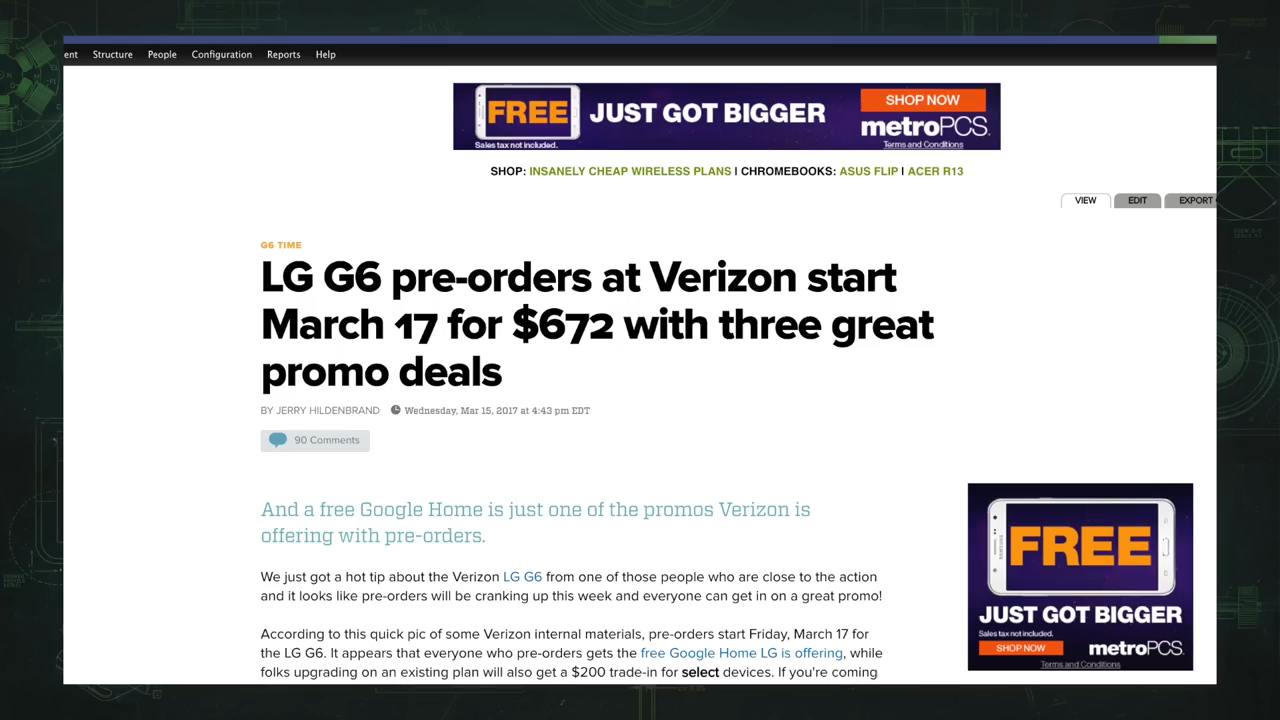 ent Structure People Configuration Reports Help
FREE JUST GOT BIGGER SHOP NOW
metroPCS.
Sales tax not included. Terms and Conditions
SHOP: INSANELY CHEAP WIRELESS PLANS | CHROMEBOOKS: ASUS FLIP | ACER R13
VIEW EDIT EXPORT
G6 TIME
LG G6 pre-orders at Verizon start
March 17 for $672 with three great
promo deals
BY JERRY HILDENBRAND Wednesday, Mar 15, 2017 at 4:43 pm EDT
90 Comments
And a free Google Home is just one of the promos Verizon is
offering with pre-orders.
We just got a hot tip about the Verizon LG G6 from one of those people who are close to the action
and it looks like pre-orders will be cranking up this week and everyone can get in on a great promo!
According to this quick pic of some Verizon internal materials, pre-orders start Friday, March 17 for
the LG G6. It appears that everyone who pre-orders gets the free Google Home LG is offering, while
folks upgrading on an existing plan will also get a $200 trade-in for select devices. If you're coming
SAMSUNG
FREE
JUST GOT BIGGER
Sales tax not included.
SHOP NOW metroPCS.
Terms and Conditions